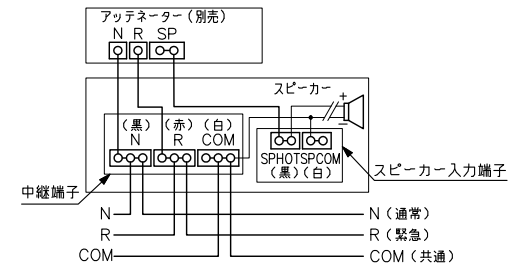 アッテネーター(別売)
N R SP
スピーカー
+
(黒) (赤) (白)
N R COM
−
SPHOT SPCOM
(黒) (白)
スピーカー入力端子
中継端子
N N(通常)
R R(緊急)
COM COM(共通)